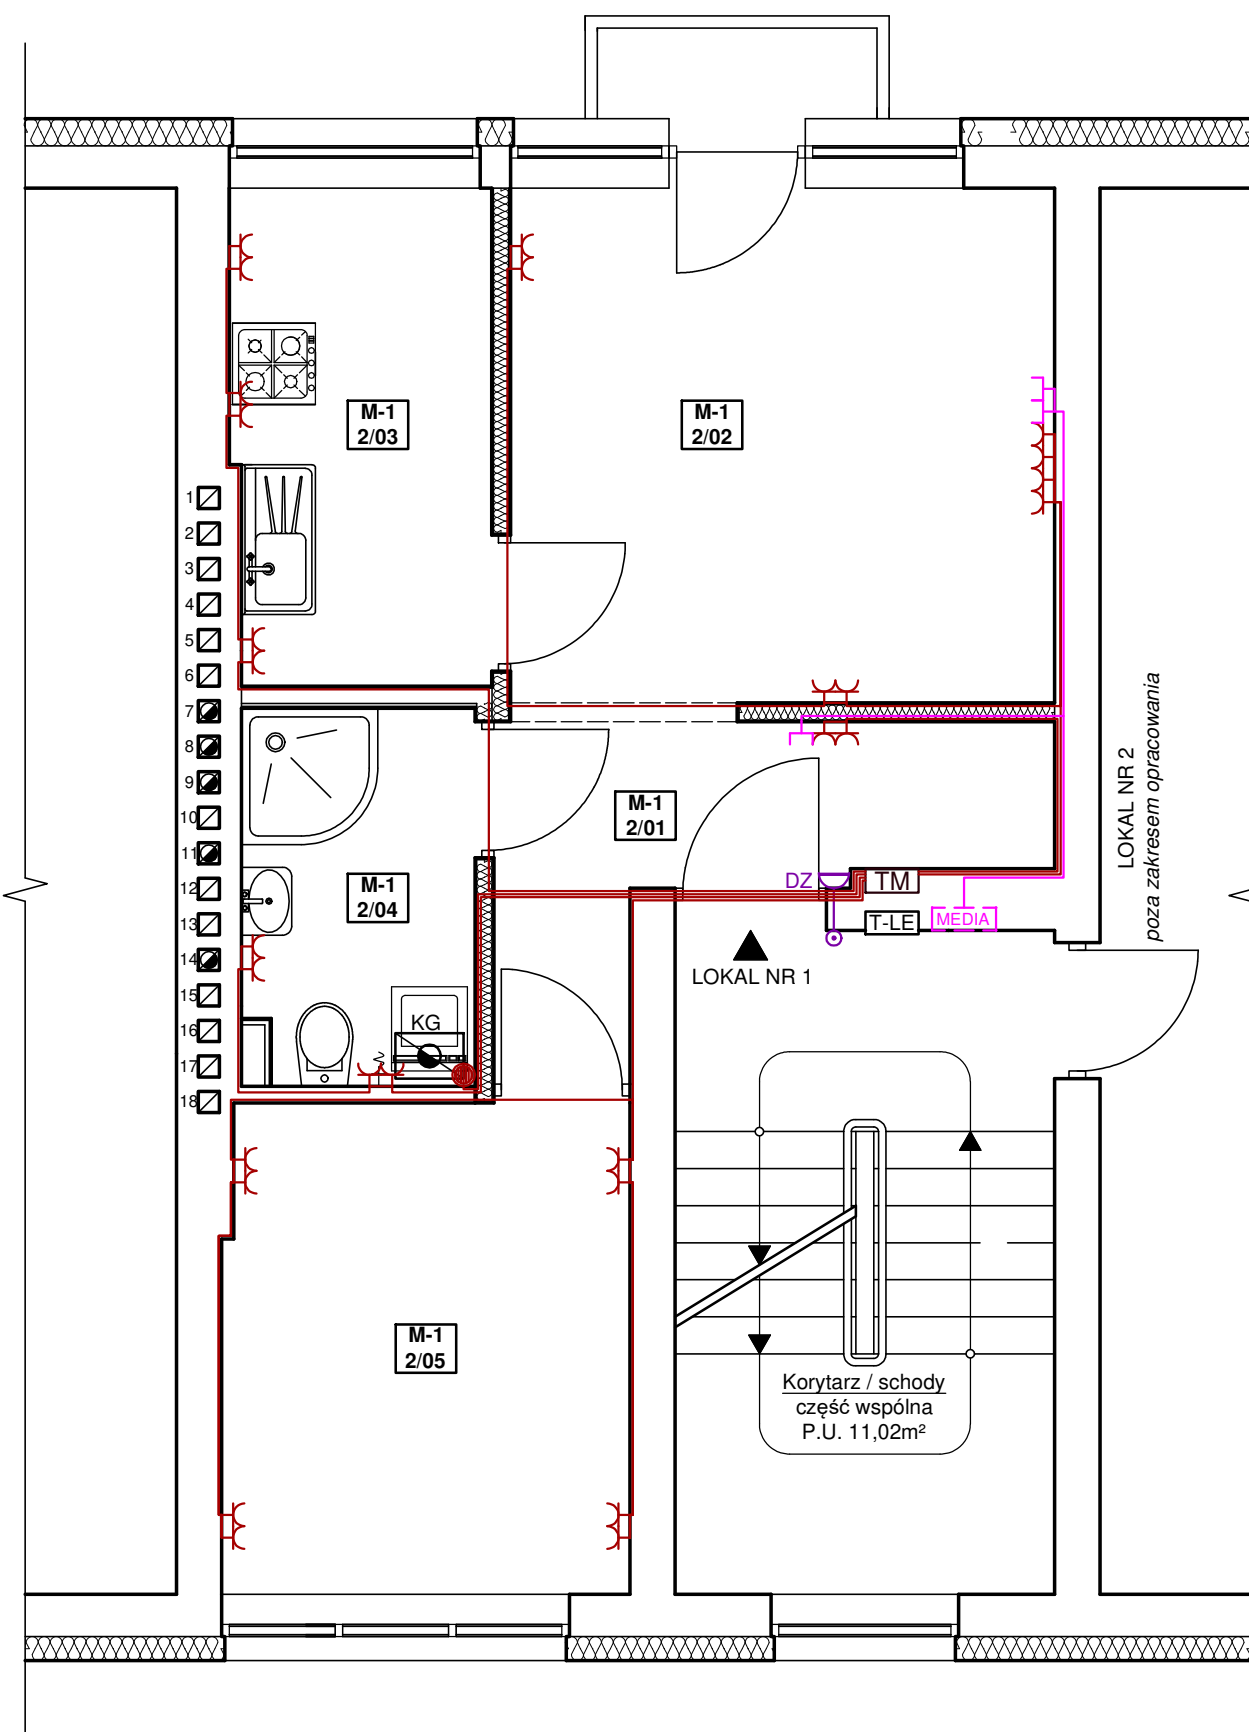 M-1
2/03
M-1
2/02
1
2
3
4
5
6
7
8
9
10
11
12
13
14
15
16
17
18
M-1
2/01
LOKAL NR 2
poza zakresem opracowania
M-1
2/04
DZ
TM
T-LE
MEDIA
LOKAL NR 1
KG
M-1
2/05
Korytarz / schody
część wspólna
P.U. 11,02m²